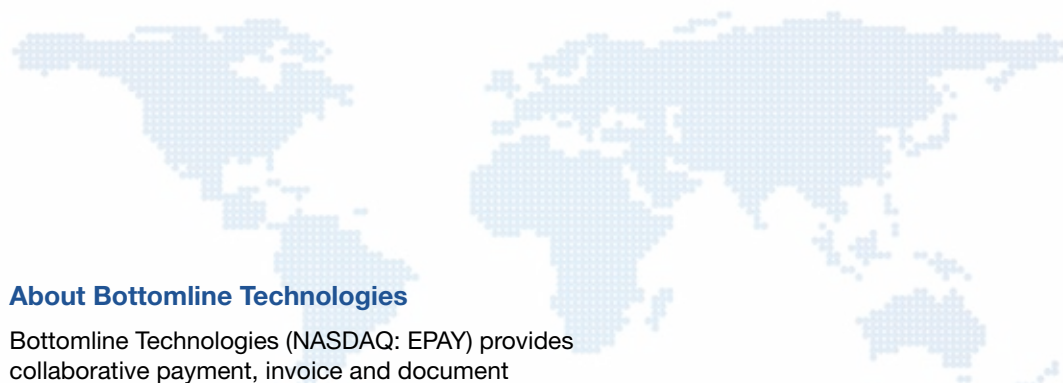 About Bottomline Technologies
Bottomline Technologies (NASDAQ: EPAY) provides
collaborative payment, invoice and document